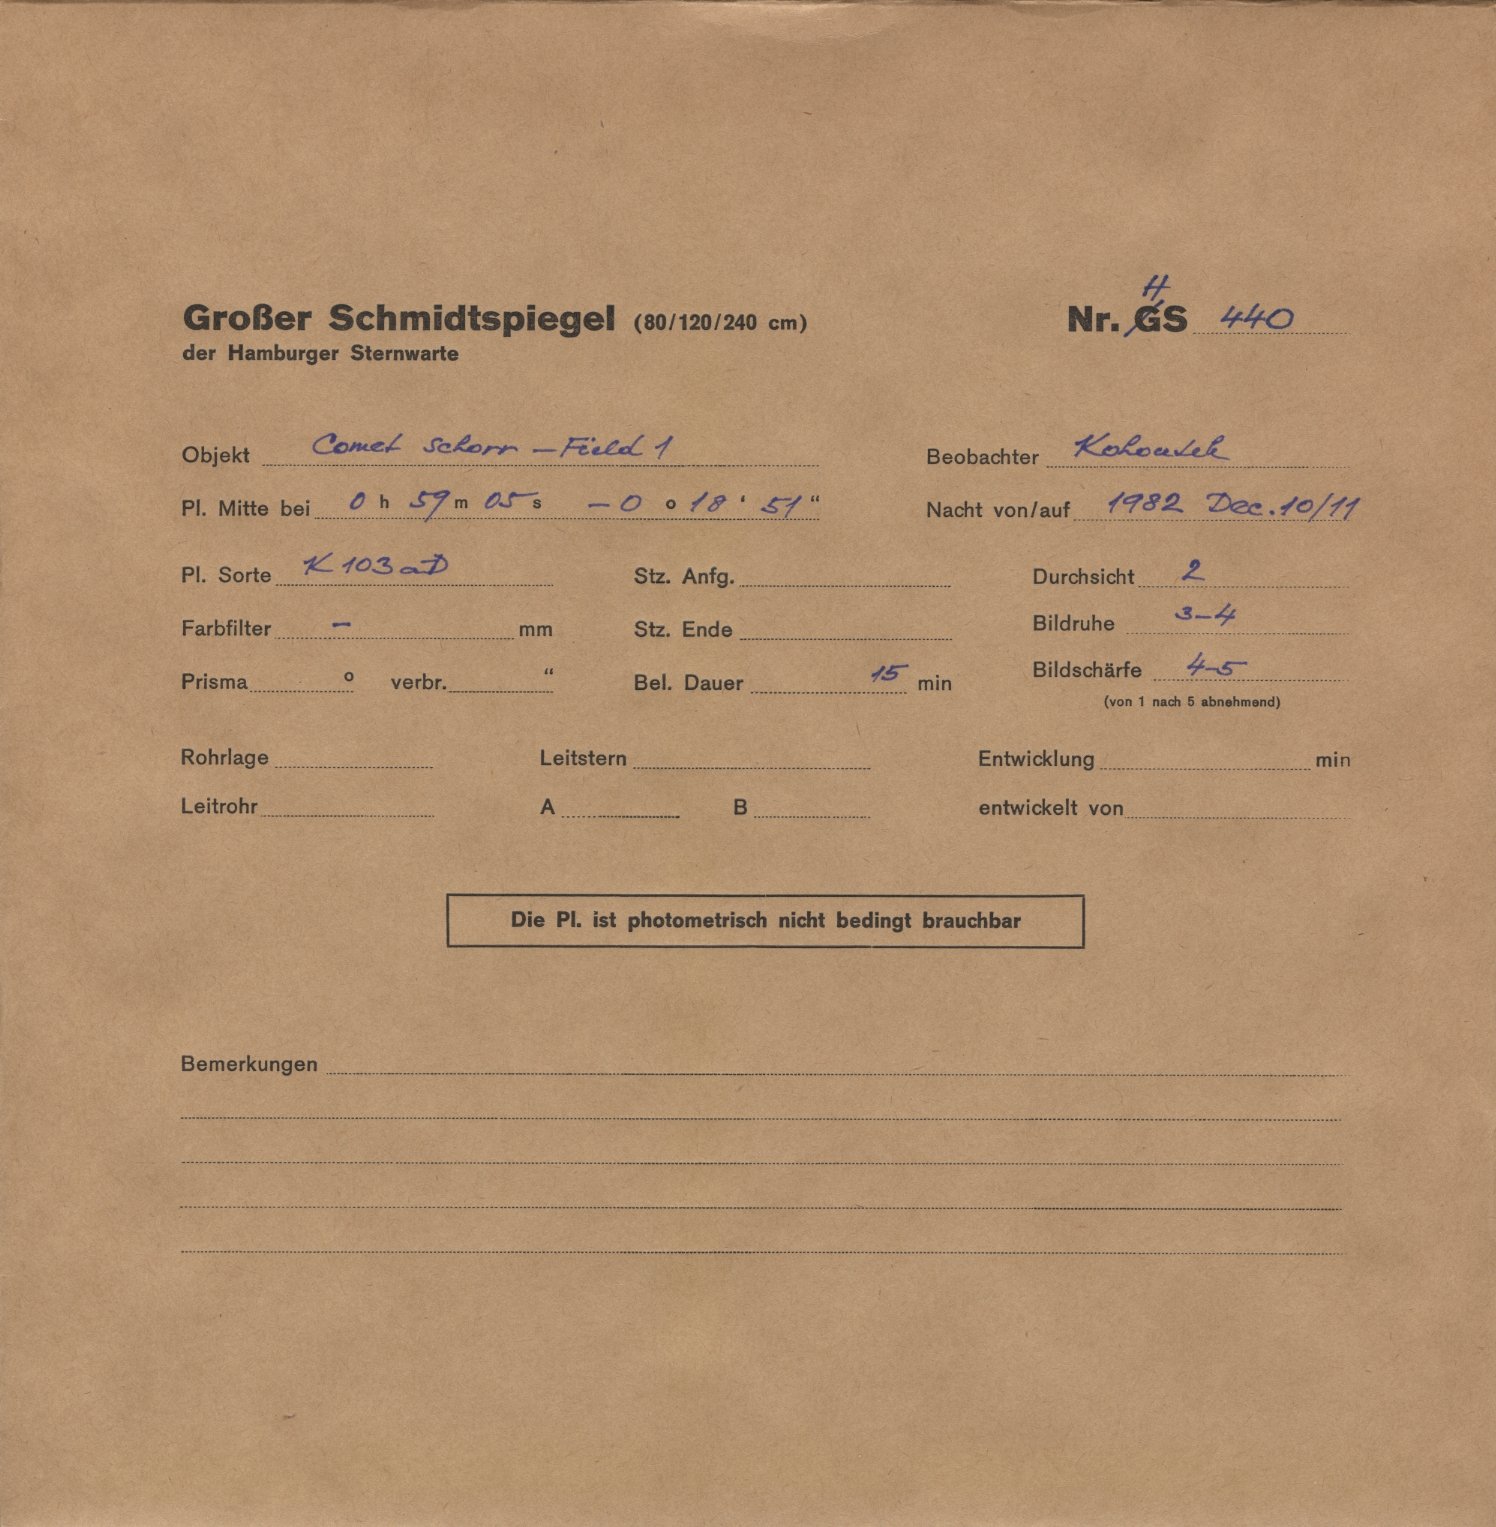 H
Großer Schmidtspiegel (80/120/240 cm) Nr. GS 440
der Hamburger Sternwarte
Objekt Comet Schorr – Field 1 Beobachter Kohoutek
Pl. Mitte bei 0 h 59 m 05 s – 0 o 18 ' 51 “ Nacht von/auf 1982 Dec. 10/11
Pl. Sorte K 103aD Stz. Anfg. Durchsicht 2
Farbfilter – mm Stz. Ende Bildruhe 3–4
Prisma o verbr. “ Bel. Dauer 15 min Bildschärfe 4–5
(von 1 nach 5 abnehmend)
Rohrlage Leitstern Entwicklung min
Leitrohr A B entwickelt von
Die Pl. ist photometrisch nicht bedingt brauchbar
Bemerkungen